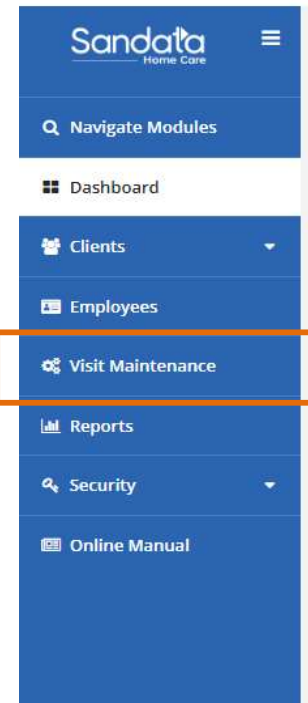 Sandata
Home Care
Navigate Modules
Dashboard
Clients
Employees
Visit Maintenance
Reports
Security
Online Manual